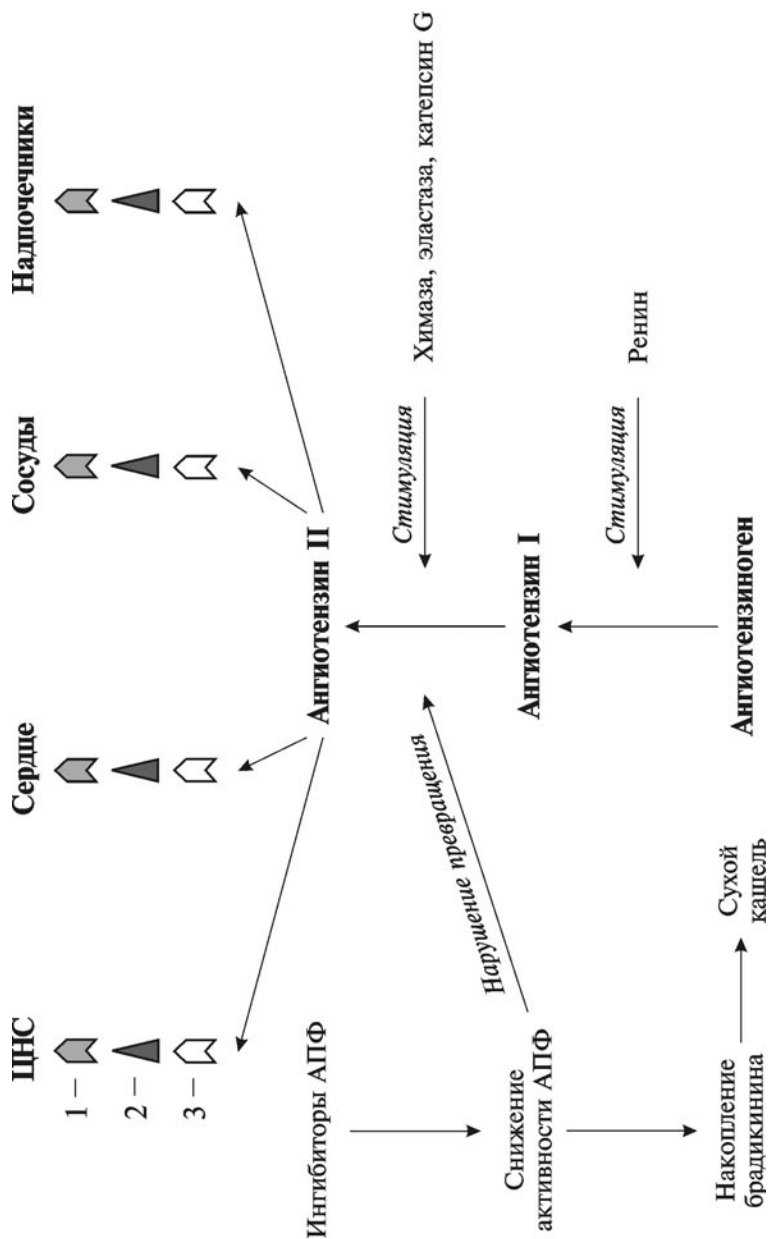 ЦНС
Сердце
Сосуды
Надпочечники
1 –
2 –
3 –
Ингибиторы АПФ
Ангиотензин II
Нарушение превращения
Стимуляция
Химаза, эластаза, катепсин G
Снижение
активности АПФ
Ангиотензин I
Стимуляция
Ренин
Накопление
брадикинина
Сухой
кашель
Ангиотензиноген